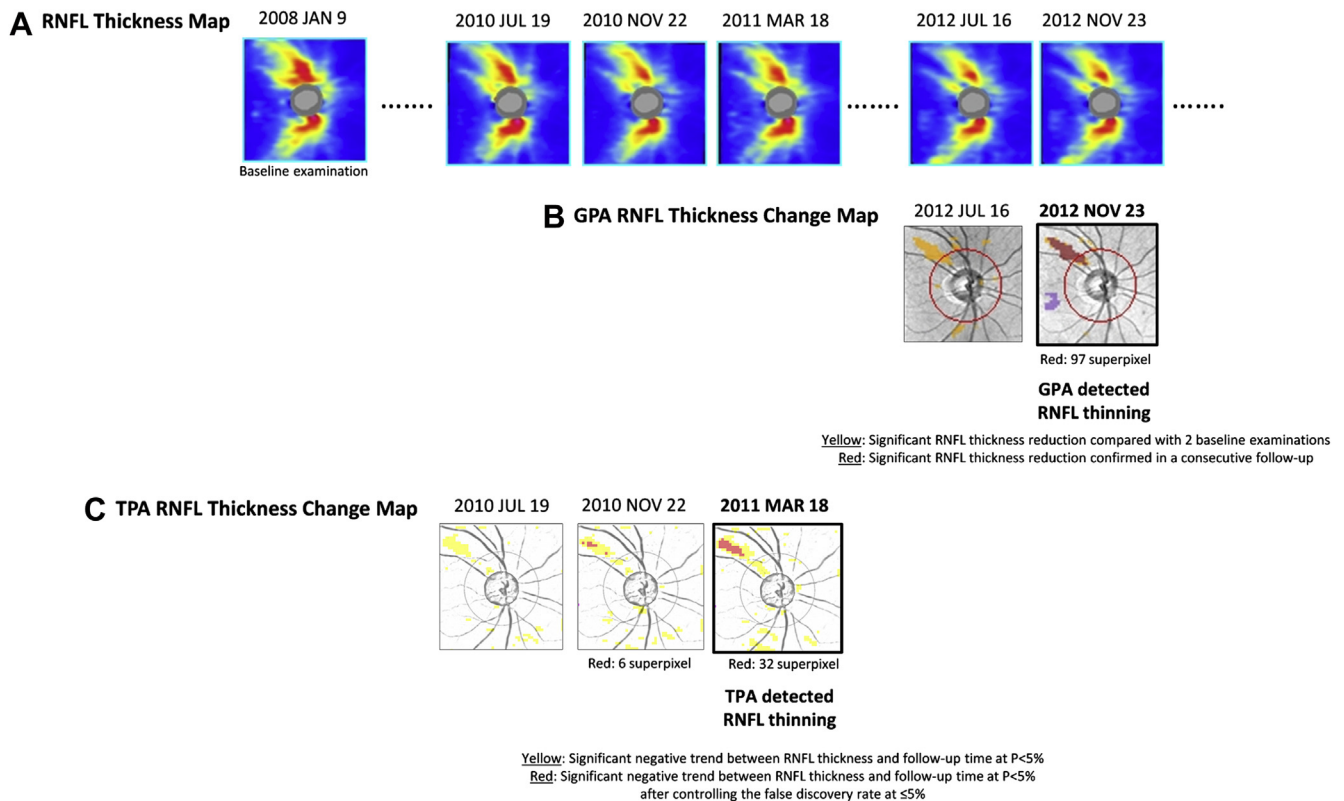 A RNFL Thickness Map
2008 JAN 9
2010 JUL 19
2010 NOV 22
2011 MAR 18
2012 JUL 16
2012 NOV 23
.......
.......
.......
Baseline examination
B GPA RNFL Thickness Change Map
2012 JUL 16
2012 NOV 23
Red: 97 superpixel
GPA detected
RNFL thinning
Yellow: Significant RNFL thickness reduction compared with 2 baseline examinations
Red: Significant RNFL thickness reduction confirmed in a consecutive follow-up
C TPA RNFL Thickness Change Map
2010 JUL 19
2010 NOV 22
2011 MAR 18
Red: 6 superpixel
Red: 32 superpixel
TPA detected
RNFL thinning
Yellow: Significant negative trend between RNFL thickness and follow-up time at P<5%
Red: Significant negative trend between RNFL thickness and follow-up time at P<5%
after controlling the false discovery rate at ≤5%